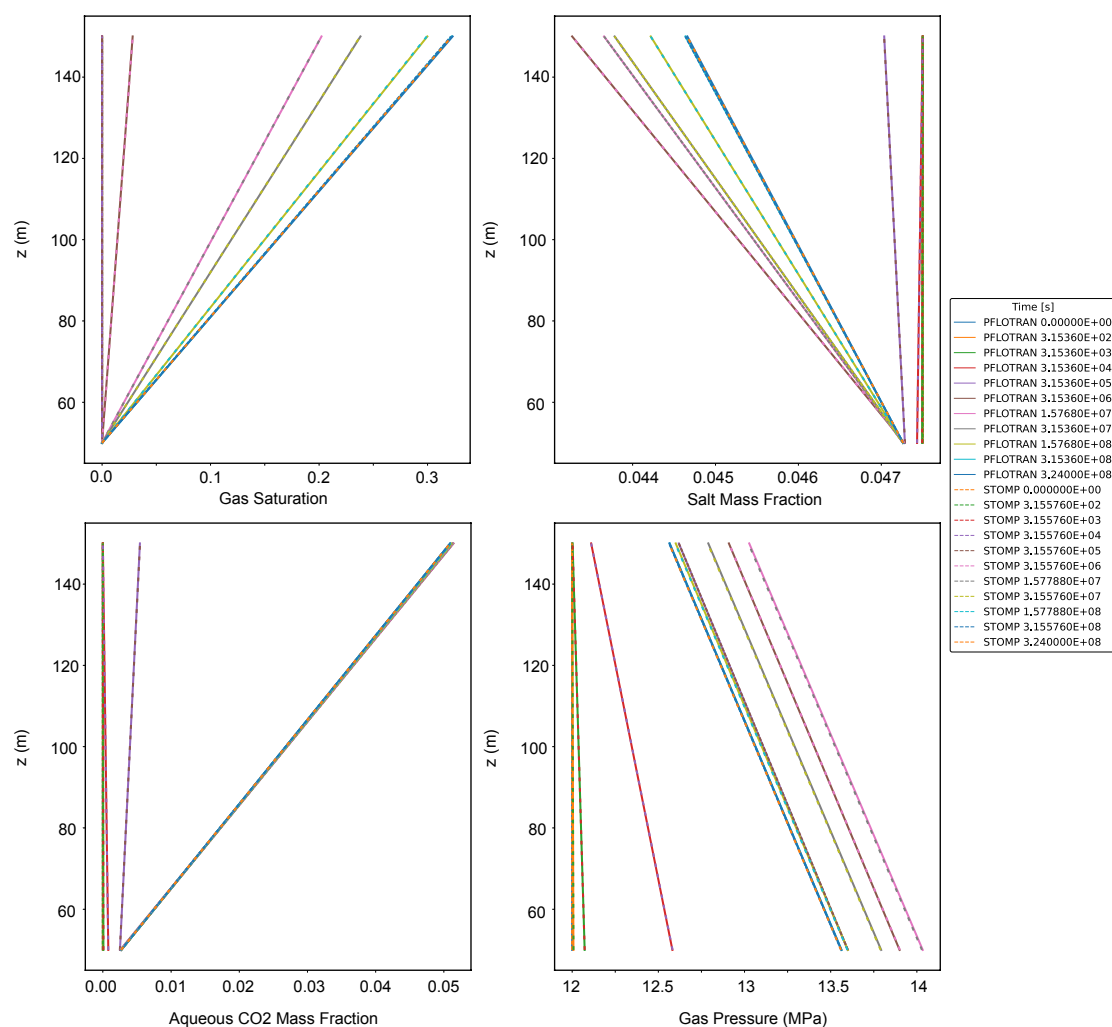 140
120
100
80
60
z (m)
0.0
0.1
0.2
0.3
Gas Saturation
140
120
100
80
60
z (m)
0.044
0.045
0.046
0.047
Salt Mass Fraction
140
120
100
80
60
z (m)
0.00
0.01
0.02
0.03
0.04
0.05
Aqueous CO2 Mass Fraction
140
120
100
80
60
z (m)
12
12.5
13
13.5
14
Gas Pressure (MPa)
Time [s]
PFLOTRAN 0.00000E+00
PFLOTRAN 3.15360E+02
PFLOTRAN 3.15360E+03
PFLOTRAN 3.15360E+04
PFLOTRAN 3.15360E+05
PFLOTRAN 3.15360E+06
PFLOTRAN 1.57680E+07
PFLOTRAN 3.15360E+07
PFLOTRAN 1.57680E+08
PFLOTRAN 3.15360E+08
PFLOTRAN 3.24000E+08
STOMP 0.000000E+00
STOMP 3.155760E+02
STOMP 3.155760E+03
STOMP 3.155760E+04
STOMP 3.155760E+05
STOMP 3.155760E+06
STOMP 1.577880E+07
STOMP 3.155760E+07
STOMP 1.577880E+08
STOMP 3.155760E+08
STOMP 3.240000E+08